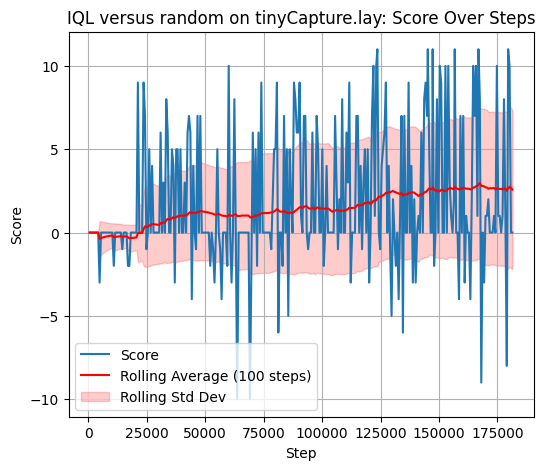 IQL versus random on tinyCapture.lay: Score Over Steps
Score
10
5
0
−5
−10
Score
Rolling Average (100 steps)
Rolling Std Dev
0
25000
50000
75000
100000
125000
150000
175000
Step